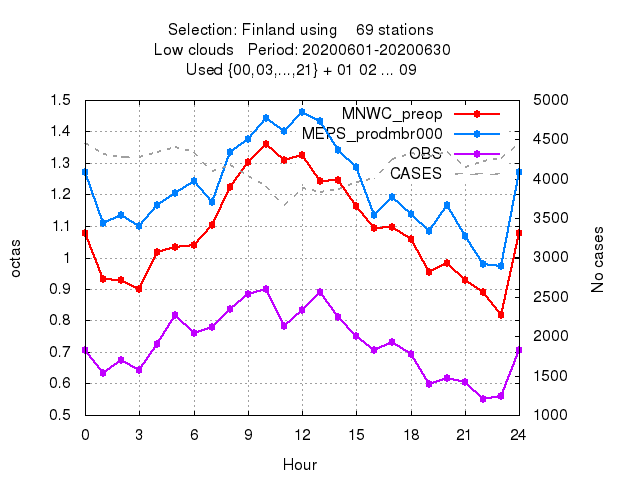 Selection: Finland using 69 stations
Low clouds Period: 20200601-20200630
Used {00,03,...,21} + 01 02 ... 09
MNWC_preop
MEPS_prodmbr000
OBS
CASES
1.5
1.4
1.3
1.2
1.1
1
0.9
0.8
0.7
0.6
0.5
octas
5000
4500
4000
3500
3000
2500
2000
1500
1000
No cases
0 3 6 9 12 15 18 21 24
Hour